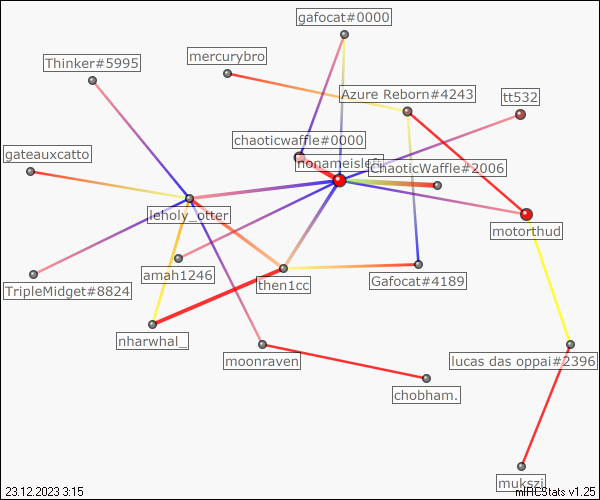 gafocat#0000
mercurybro
Thinker#5995
Azure Reborn#4243
tt532
chaoticwaffle#0000
gateauxcatto
ChaoticWaffle#2006
leholy_otter
motorthud
amah1246
Gafocat#4189
then1cc
TripleMidget#8824
nharwhal_
moonraven
lucas das oppai#2396
chobham.
mukszi
23.12.2023 3:15
mIRCStats v1.25